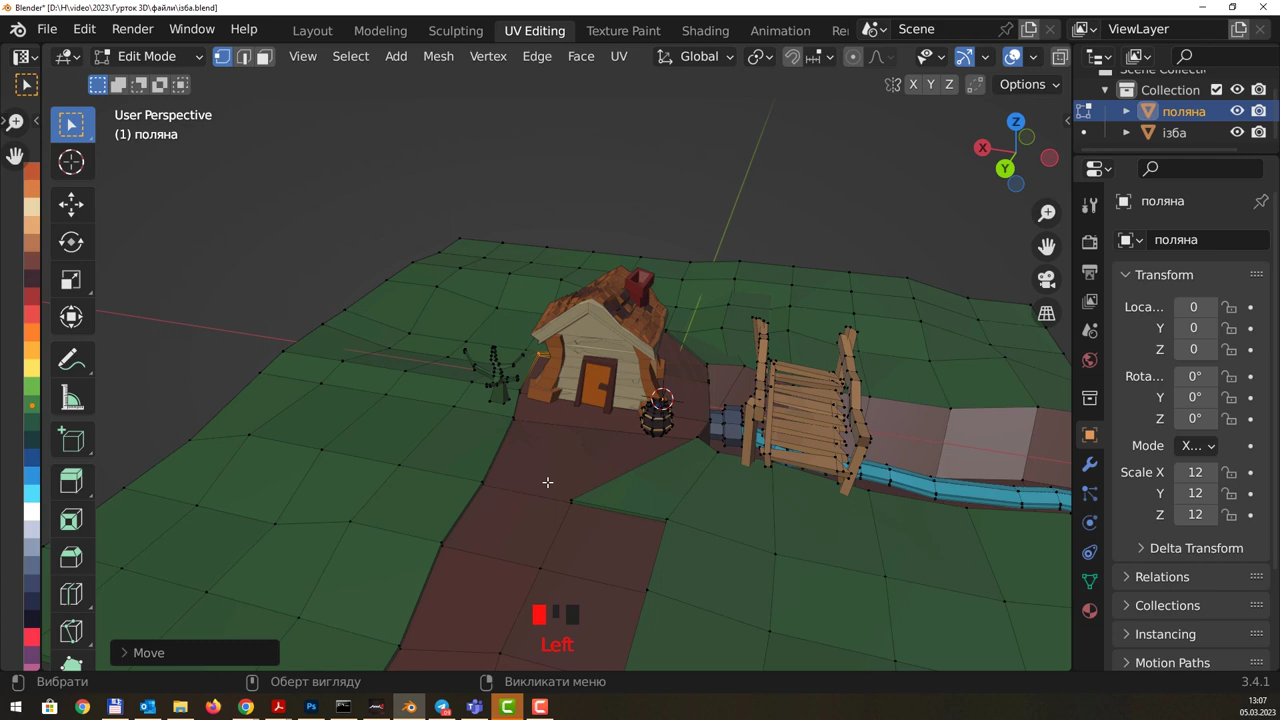 Blender* [D:\H\video\2023\Гурток 3D\файли\ізба.blend]
File Edit Render Window Help Layout Modeling Sculpting UV Editing Texture Paint Shading Animation Re Scene ViewLayer
Edit Mode View Select Add Mesh Vertex Edge Face UV Global
X Y Z Options
Collection
поляна
ізба
User Perspective
(1) поляна
Z
X
Y
поляна
поляна
Transform
Loca... 0
Y 0
Z 0
Rota... 0°
Y 0°
Z 0°
Mode X...
Scale X 12
Y 12
Z 12
Delta Transform
Relations
Collections
Instancing
Motion Paths
Left
Move
Вибрати Оберт вигляду Викликати меню 3.4.1
13:07
05.03.2023